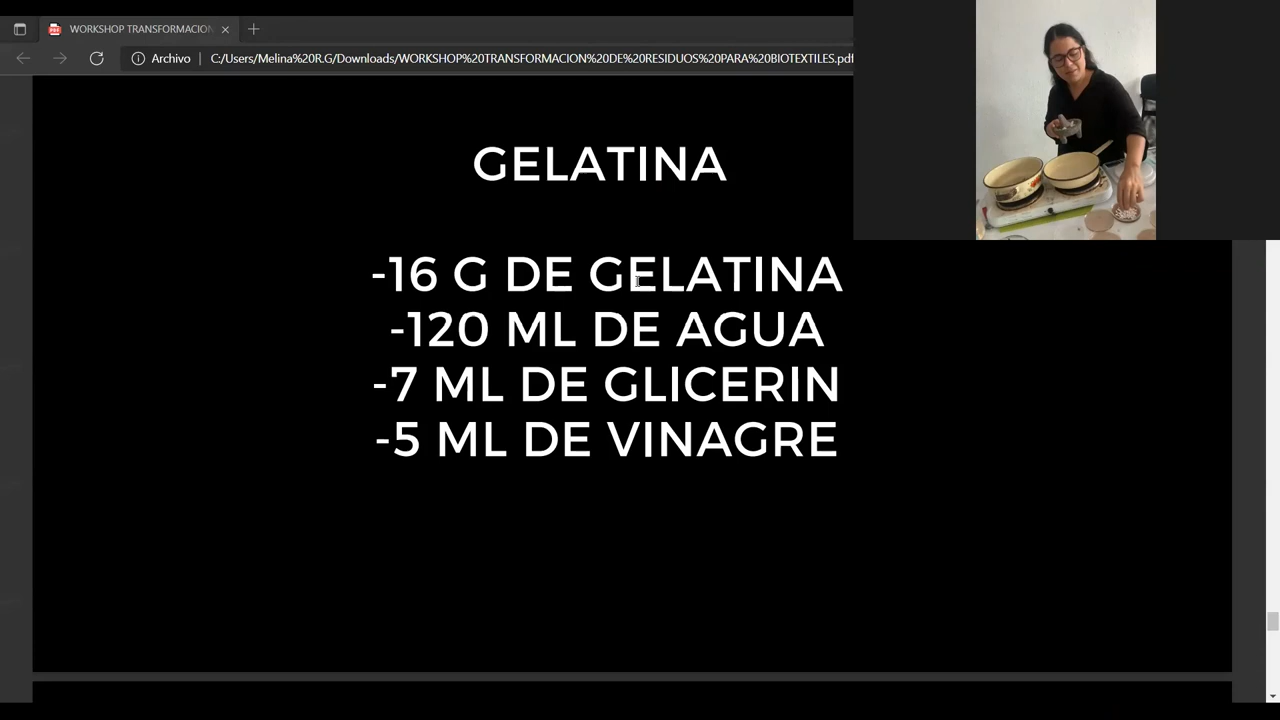 WORKSHOP TRANSFORMACION
Archivo
C:/Users/Melina%20R.G/Downloads/WORKSHOP%20TRANSFORMACION%20DE%20RESIDUOS%20PARA%20BIOTEXTILES.pdf
GELATINA
-16 G DE GELATINA
-120 ML DE AGUA
-7 ML DE GLICERIN
-5 ML DE VINAGRE